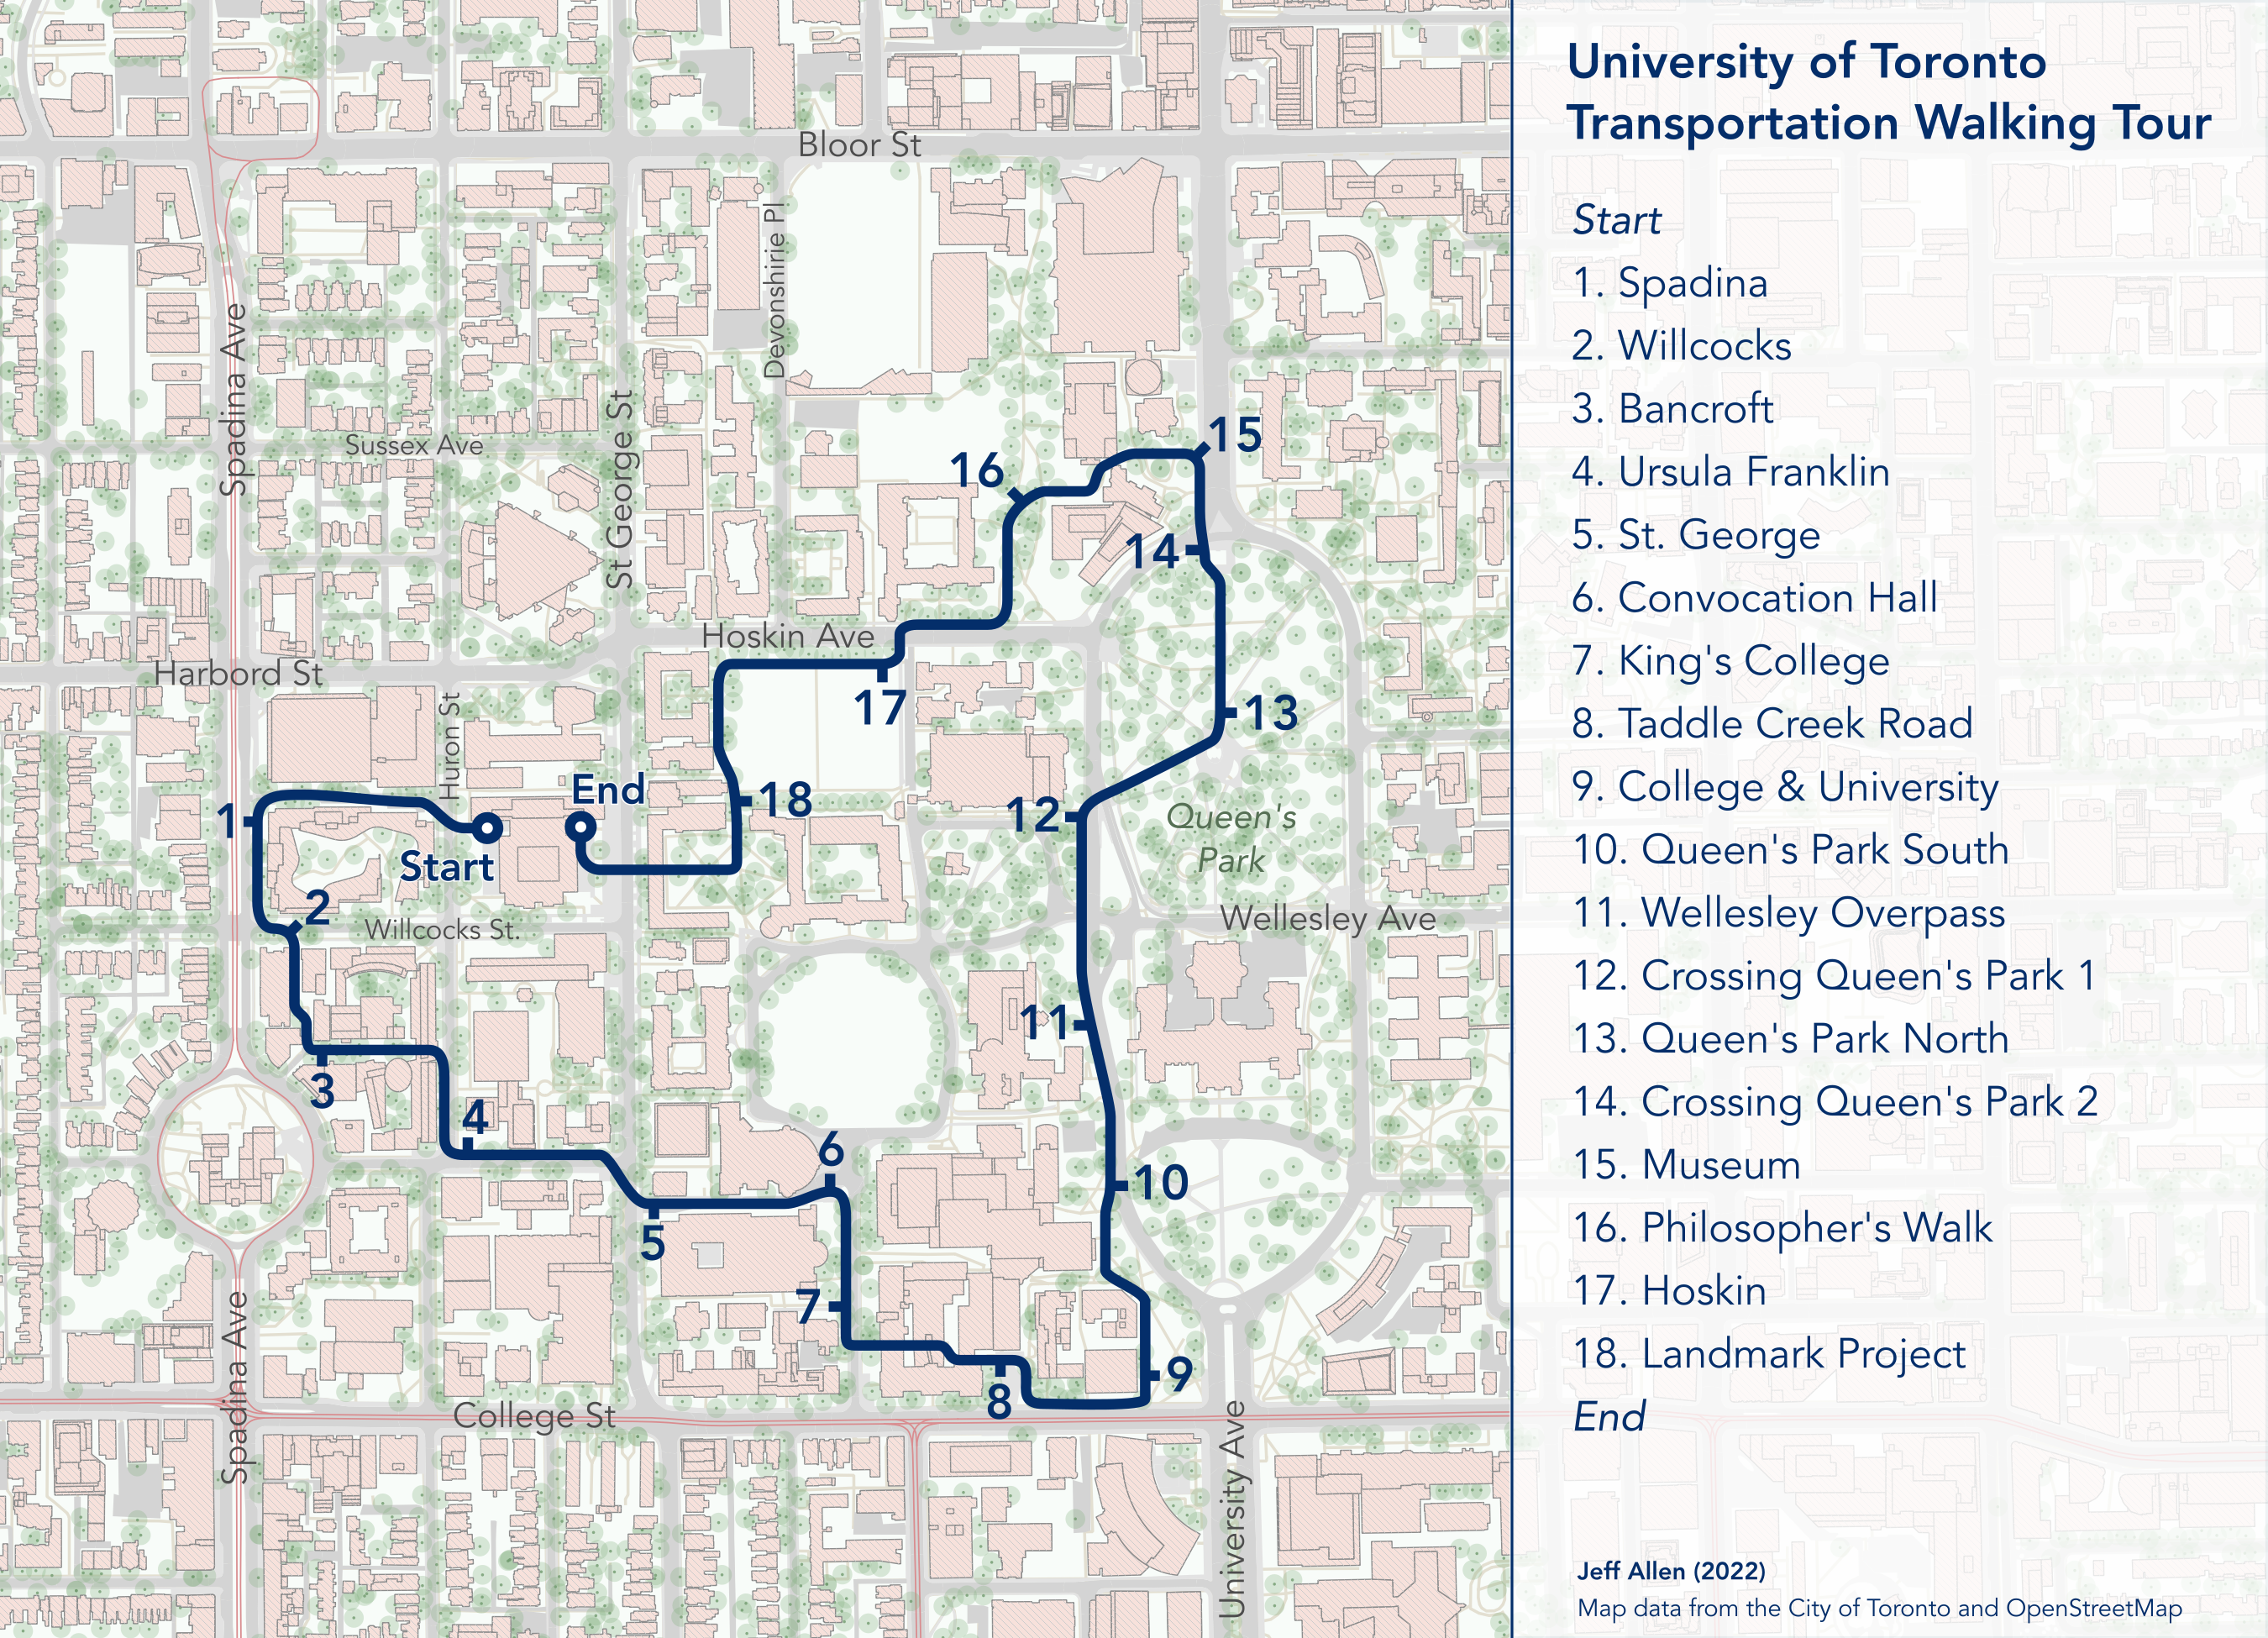 Bloor St
Devonshirie Pl
Spadina Ave
St George St
Sussex Ave
15
16
14
Hoskin Ave
Harbord St
17
13
Huron St
End
18
1
12
Queen's
Park
Start
2
Willcocks St.
Wellesley Ave
11
3
4
6
10
5
7
Spadina Ave
9
8
College St
University Ave
University of Toronto
Transportation Walking Tour
Start
1. Spadina
2. Willcocks
3. Bancroft
4. Ursula Franklin
5. St. George
6. Convocation Hall
7. King's College
8. Taddle Creek Road
9. College & University
10. Queen's Park South
11. Wellesley Overpass
12. Crossing Queen's Park 1
13. Queen's Park North
14. Crossing Queen's Park 2
15. Museum
16. Philosopher's Walk
17. Hoskin
18. Landmark Project
End
Jeff Allen (2022)
Map data from the City of Toronto and OpenStreetMap